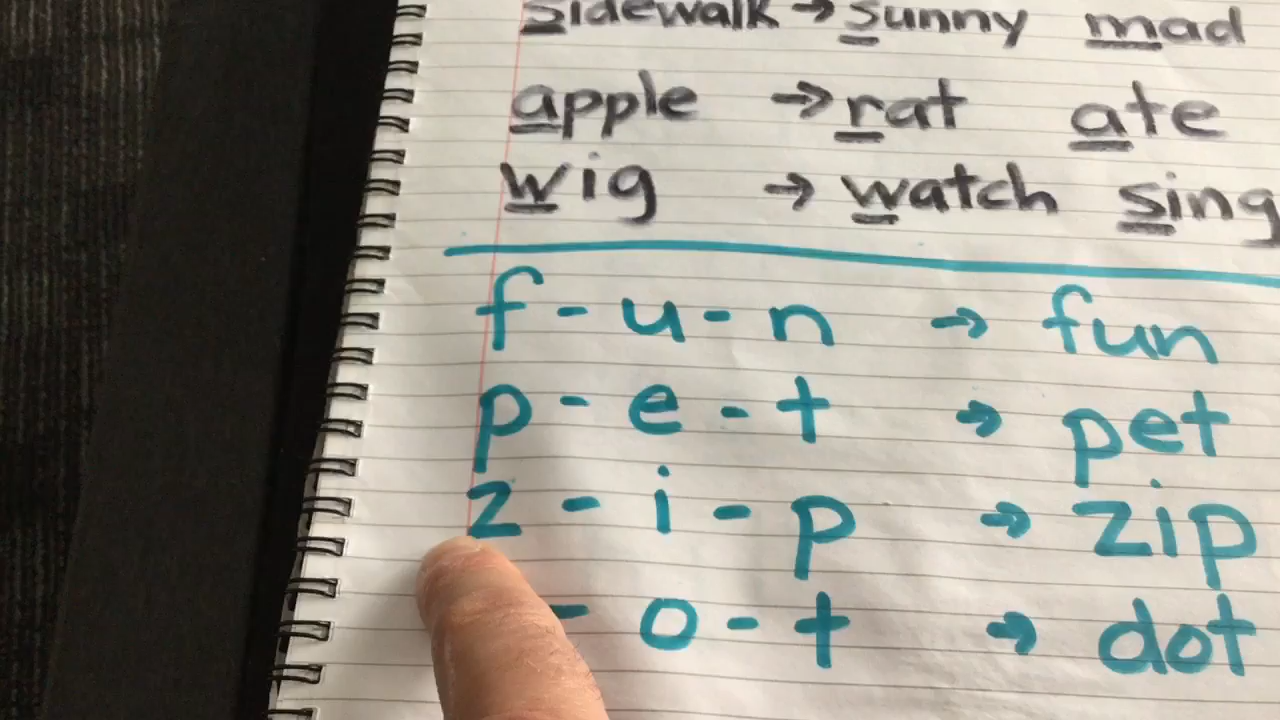 sidewalk → sunny mad
apple → rat ate
wig → watch sing
f - u - n → fun
p - e - t → pet
z - i - p → zip
- o - t → dot